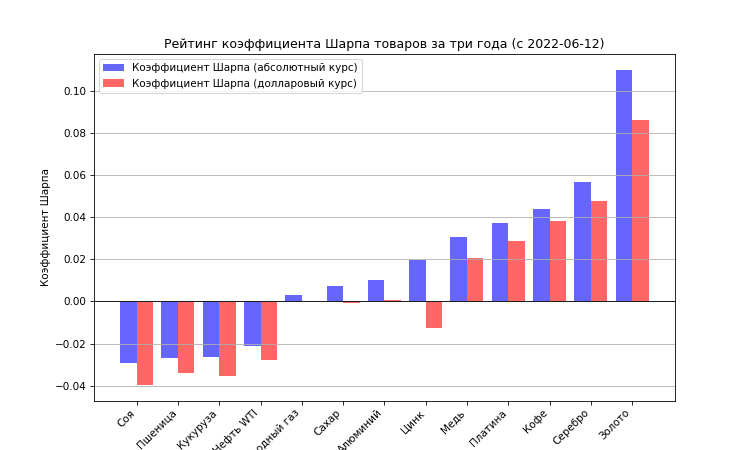 Рейтинг коэффициента Шарпа товаров за три года (с 2022-06-12)
Коэффициент Шарпа (абсолютный курс)
Коэффициент Шарпа (долларовый курс)
Коэффициент Шарпа
0.10
0.08
0.06
0.04
0.02
0.00
−0.02
−0.04
Соя
Пшеница
Кукуруза
Нефть WTI
одный газ
Сахар
Алюминий
Цинк
Медь
Платина
Кофе
Серебро
Золото